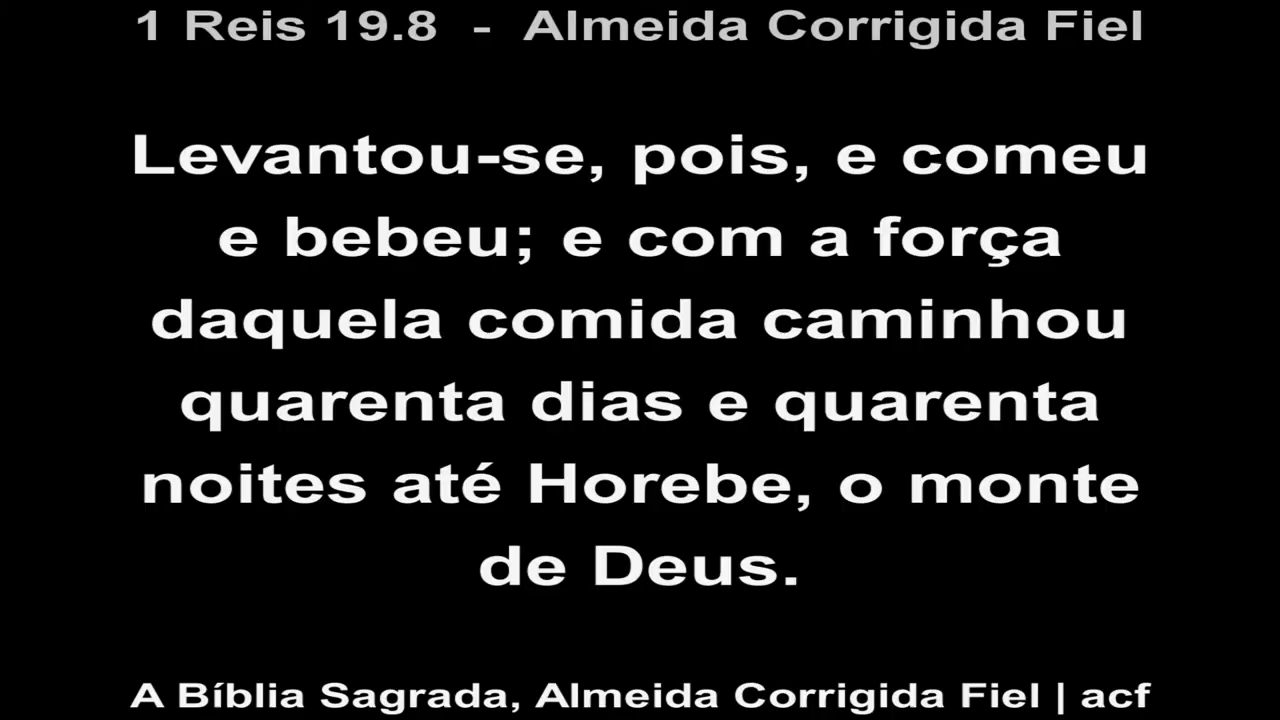 1 Reis 19.8 - Almeida Corrigida Fiel
Levantou-se, pois, e comeu
e bebeu; e com a força
daquela comida caminhou
quarenta dias e quarenta
noites até Horebe, o monte
de Deus.
A Bíblia Sagrada, Almeida Corrigida Fiel | acf